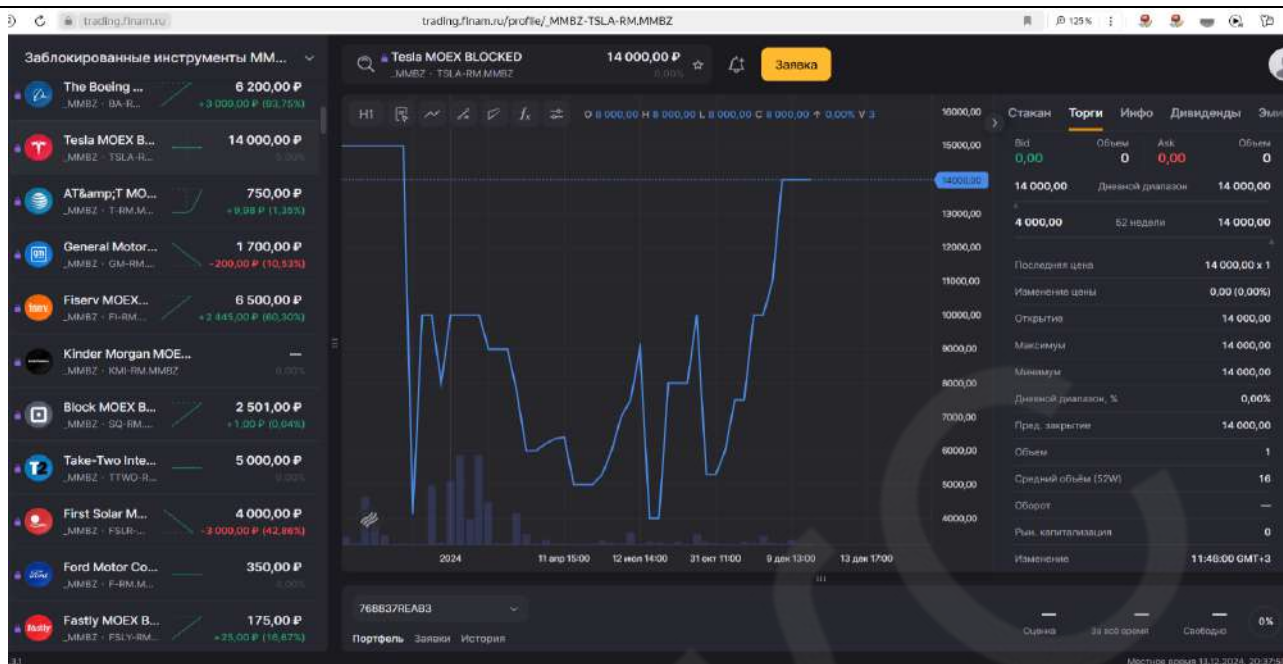 trading.finam.ru
trading.finam.ru/profile/_MMBZ-TSLA-RM.MMBZ
125 %
Заблокированные инструменты ММ...
The Boeing ...
6 200,00 ₽
_MMBZ · BA-R...
+3 000,00 ₽ (93,75%)
Tesla MOEX B...
14 000,00 ₽
_MMBZ · TSLA-R...
0,00%
AT&amp;T MO...
750,00 ₽
_MMBZ · T-RM.M...
+9,98 ₽ (1,35%)
General Motor...
1 700,00 ₽
_MMBZ · GM-RM....
-200,00 ₽ (10,53%)
Fiserv MOEX...
6 500,00 ₽
_MMBZ · FI-RM....
+2 445,00 ₽ (60,30%)
Kinder Morgan MOE...
—
_MMBZ · KMI-RM.MMBZ
0,00%
Block MOEX B...
2 501,00 ₽
_MMBZ · SQ-RM....
+1,00 ₽ (0,04%)
Take-Two Inte...
5 000,00 ₽
_MMBZ · TTWO-R...
0,00%
First Solar M...
4 000,00 ₽
_MMBZ · FSLR-...
-3 000,00 ₽ (42,86%)
Ford Motor Co...
350,00 ₽
_MMBZ · F-RM.M...
0,00%
Fastly MOEX B...
175,00 ₽
_MMBZ · FSLY-RM...
+25,00 ₽ (16,67%)
Tesla MOEX BLOCKED
14 000,00 ₽
_MMBZ · TSLA-RM.MMBZ
0,00%
Заявка
H1
O 8 000,00 H 8 000,00 L 8 000,00 C 8 000,00 ↑ 0,00% V 3
16000,00
15000,00
14000,00
13000,00
12000,00
11000,00
10000,00
9000,00
8000,00
7000,00
6000,00
5000,00
4000,00
2024
11 апр 15:00
12 июл 14:00
31 окт 11:00
9 дек 13:00
13 дек 17:00
Стакан Торги Инфо Дивиденды Эми
Bid Объем Ask Объем
0,00 0 0,00 0
14 000,00 Дневной диапазон 14 000,00
4 000,00 52 недели 14 000,00
Последняя цена 14 000,00 x 1
Изменение цены 0,00 (0,00%)
Открытие 14 000,00
Максимум 14 000,00
Минимум 14 000,00
Дневной диапазон, % 0,00%
Пред. закрытие 14 000,00
Объем 1
Средний объём (52W) 16
Оборот —
Рын. капитализация 0
Изменение 11:48:00 GMT+3
768837REAB3
Портфель Заявки История
— — — 0%
Оценка За всё время Свободно
Местное время 13.12.2024, 20:37:5